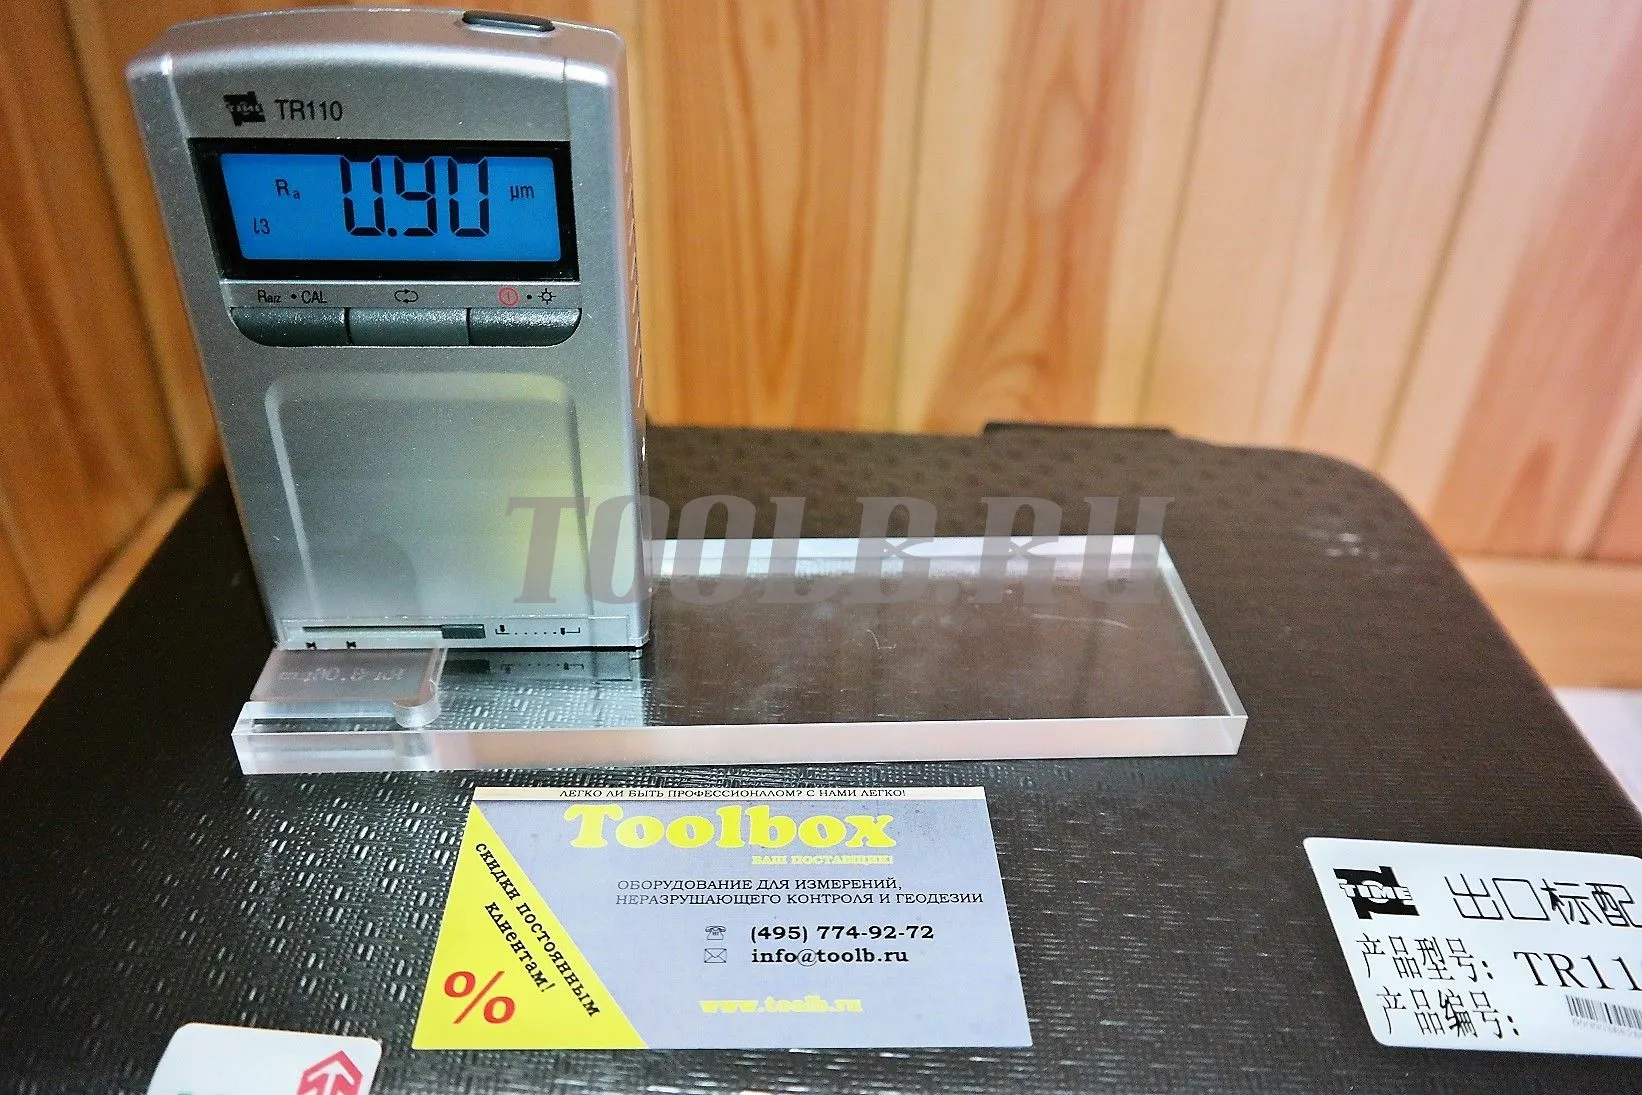 TIME TR110
Ra 0.90 µm
l3
Ra/z • CAL
TOOLB.RU
ЛЕГКО ЛИ БЫТЬ ПРОФЕССИОНАЛОМ? С НАМИ ЛЕГКО!
Toolbox
ВАШ ПОСТАВЩИК!
СКИДКИ ПОСТОЯННЫМ
КЛИЕНТАМ!
%
ОБОРУДОВАНИЕ ДЛЯ ИЗМЕРЕНИЙ,
НЕРАЗРУШАЮЩЕГО КОНТРОЛЯ И ГЕОДЕЗИИ
(495) 774-92-72
info@toolb.ru
www.toolb.ru
TIME 出口标配
产品型号: TR11
产品编号: